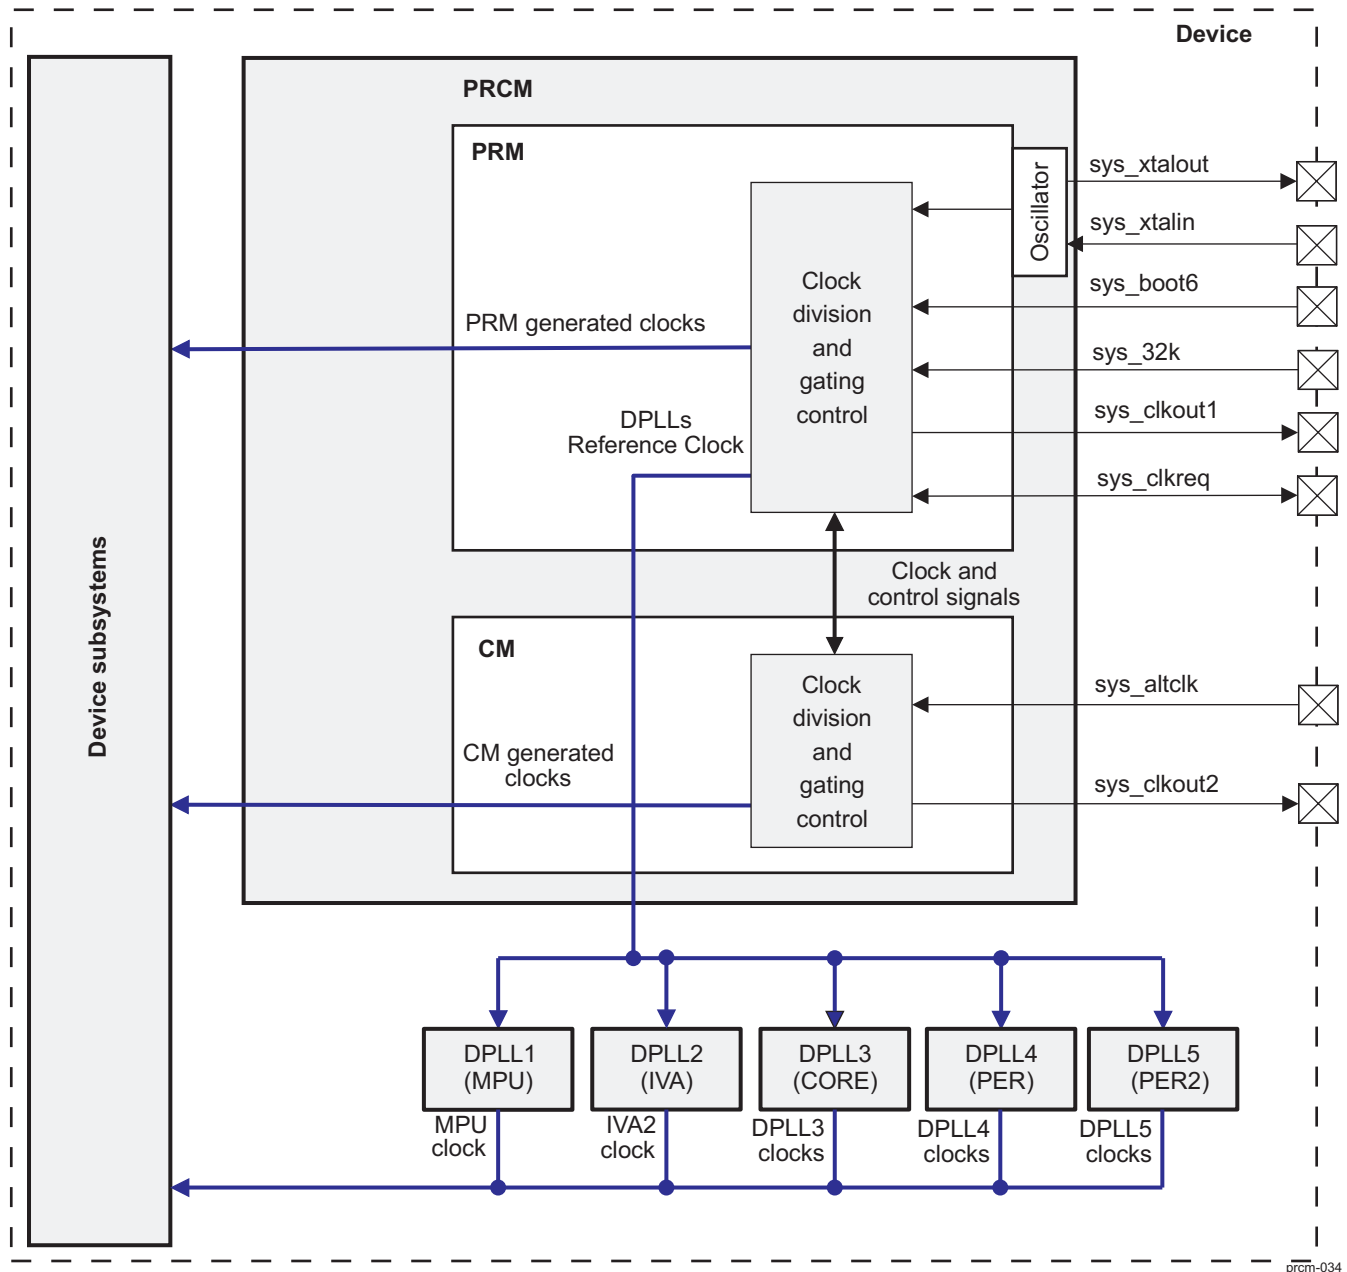 Device
PRCM
PRM
Oscillator
sys_xtalout
sys_xtalin
sys_boot6
sys_32k
sys_clkout1
sys_clkreq
Clock
division
and
gating
control
PRM generated clocks
DPLLs
Reference Clock
Clock and
control signals
Device subsystems
CM
Clock
division
and
gating
control
sys_altclk
sys_clkout2
CM generated
clocks
DPLL1
(MPU)
DPLL2
(IVA)
DPLL3
(CORE)
DPLL4
(PER)
DPLL5
(PER2)
MPU
clock
IVA2
clock
DPLL3
clocks
DPLL4
clocks
DPLL5
clocks
prcm-034